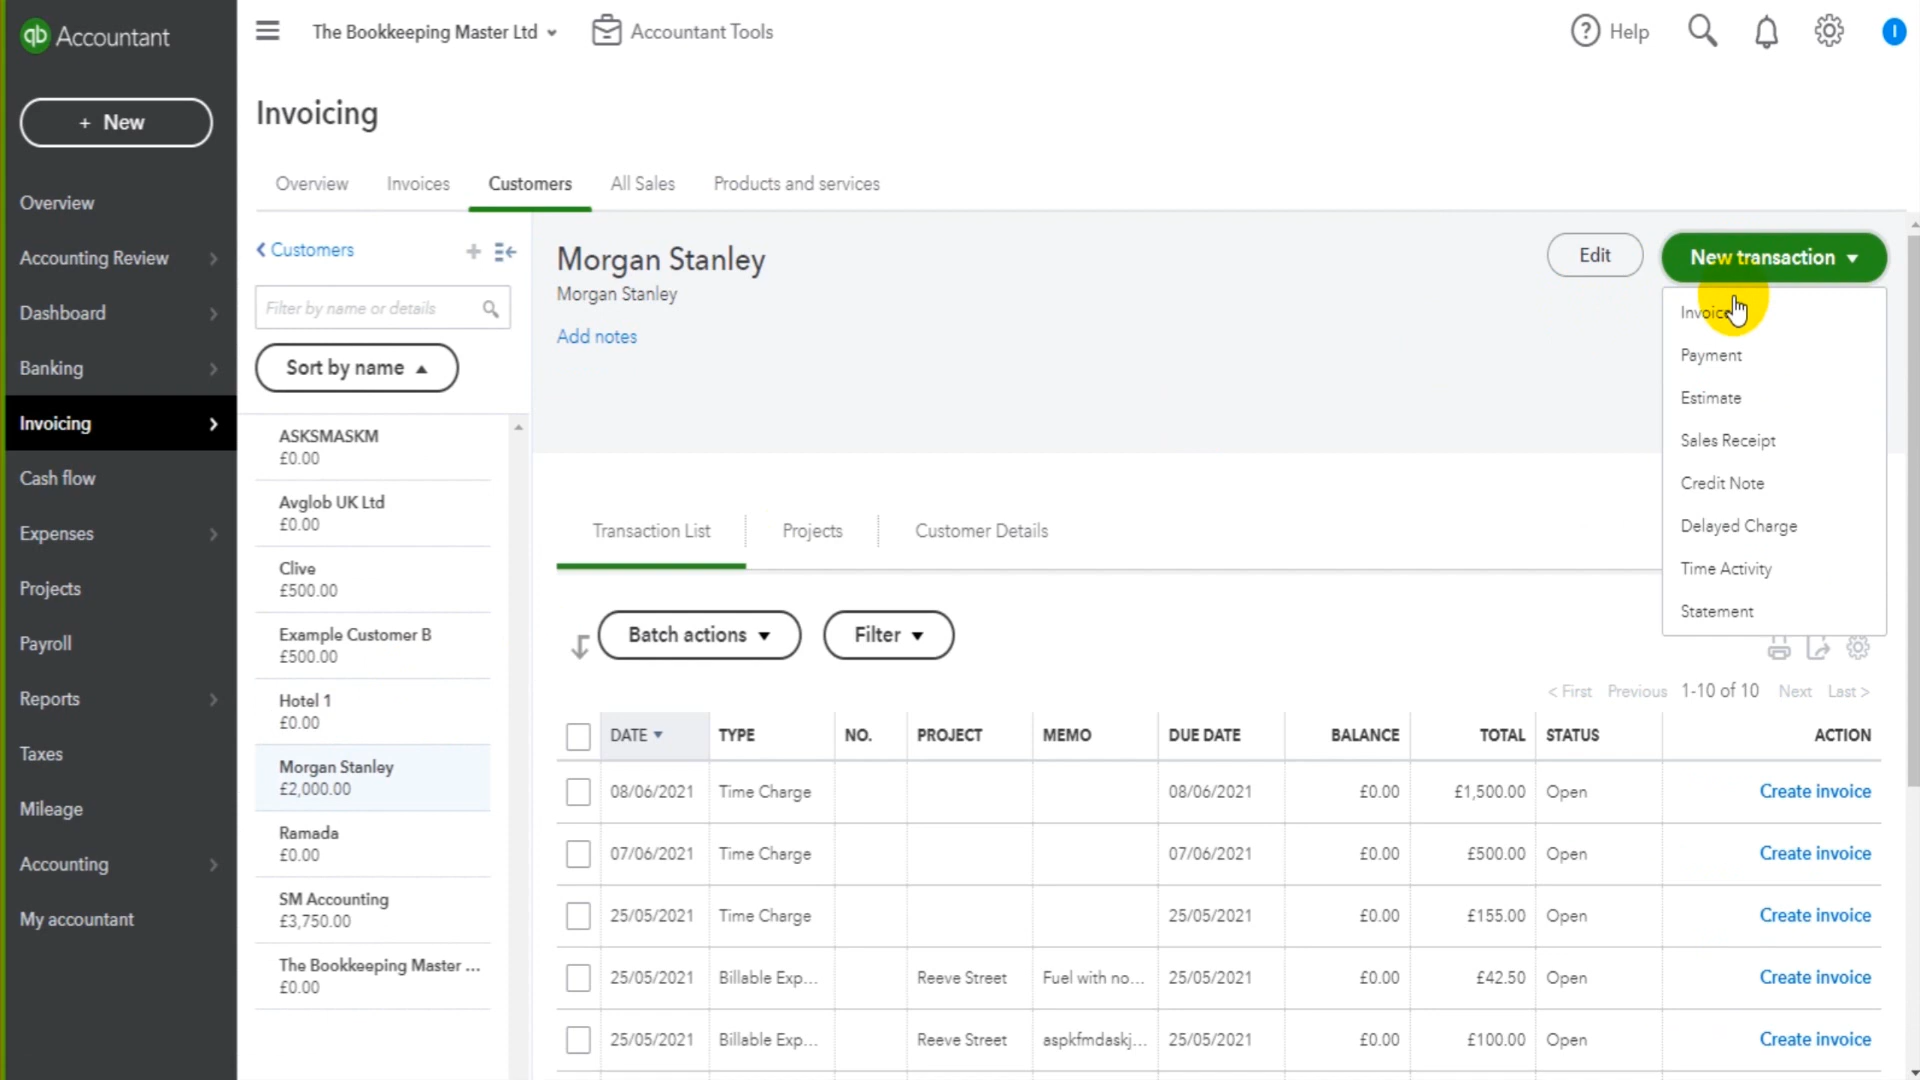 qb Accountant
The Bookkeeping Master Ltd
Accountant Tools
? Help
I
+ New
Invoicing
Overview
Invoices
Customers
All Sales
Products and services
Overview
Accounting Review
Dashboard
Banking
Invoicing
Cash flow
Expenses
Projects
Payroll
Reports
Taxes
Mileage
Accounting
My accountant
< Customers
Filter by name or details
Sort by name
ASKSMASKM
£0.00
Avglob UK Ltd
£0.00
Clive
£500.00
Example Customer B
£500.00
Hotel 1
£0.00
Morgan Stanley
£2,000.00
Ramada
£0.00
SM Accounting
£3,750.00
The Bookkeeping Master ...
£0.00
Morgan Stanley
Morgan Stanley
Add notes
Edit
New transaction
Invoice
Payment
Estimate
Sales Receipt
Credit Note
Delayed Charge
Time Activity
Statement
Transaction List
Projects
Customer Details
Batch actions
Filter
< First Previous 1-10 of 10 Next Last >
DATE TYPE NO. PROJECT MEMO DUE DATE BALANCE TOTAL STATUS ACTION
08/06/2021 Time Charge 08/06/2021 £0.00 £1,500.00 Open Create invoice
07/06/2021 Time Charge 07/06/2021 £0.00 £500.00 Open Create invoice
25/05/2021 Time Charge 25/05/2021 £0.00 £155.00 Open Create invoice
25/05/2021 Billable Exp... Reeve Street Fuel with no... 25/05/2021 £0.00 £42.50 Open Create invoice
25/05/2021 Billable Exp... Reeve Street aspkfmdaskj... 25/05/2021 £0.00 £100.00 Open Create invoice